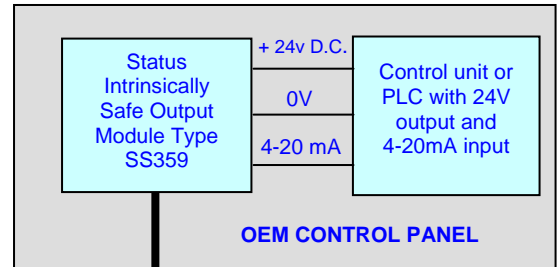 Status
Intrinsically
Safe Output
Module Type
SS359
+ 24v D.C.
0V
4-20 mA
Control unit or
PLC with 24V
output and
4-20mA input
OEM CONTROL PANEL